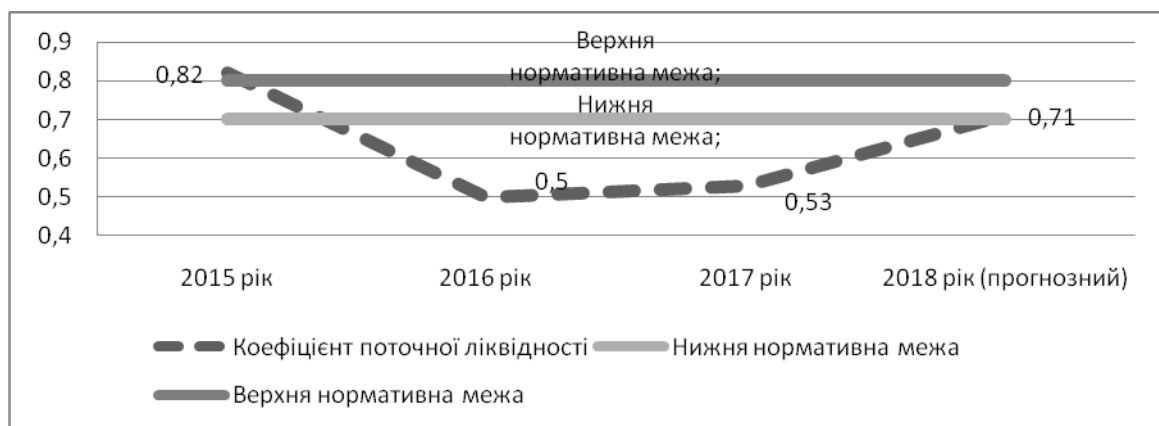 0,9
0,8
0,7
0,6
0,5
0,4
Верхня
нормативна межа;
Нижня
нормативна межа;
0,82
0,5
0,53
0,71
2015 рік
2016 рік
2017 рік
2018 рік (прогнозний)
Коефіцієнт поточної ліквідності
Нижня нормативна межа
Верхня нормативна межа